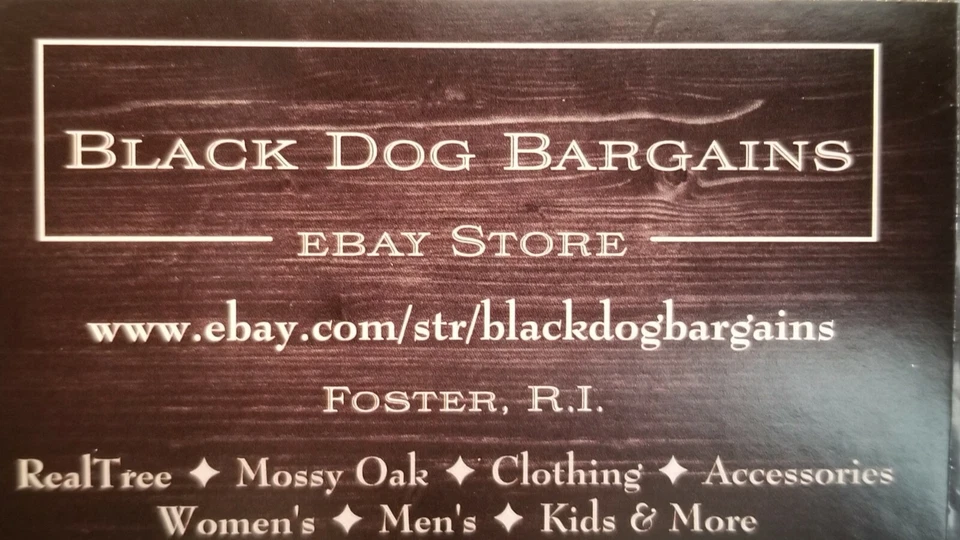 Black Dog Bargains
eBay Store
www.ebay.com/str/blackdogbargains
Foster, R.I.
RealTree ✦ Mossy Oak ✦ Clothing ✦ Accessories
Women's ✦ Men's ✦ Kids & More